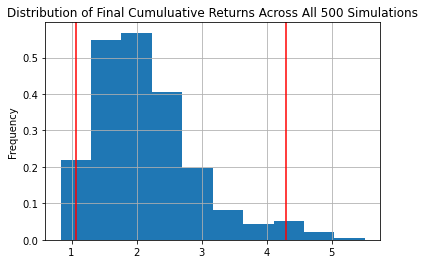 Distribution of Final Cumuluative Returns Across All 500 Simulations
Frequency
0.5
0.4
0.3
0.2
0.1
0.0
1 2 3 4 5